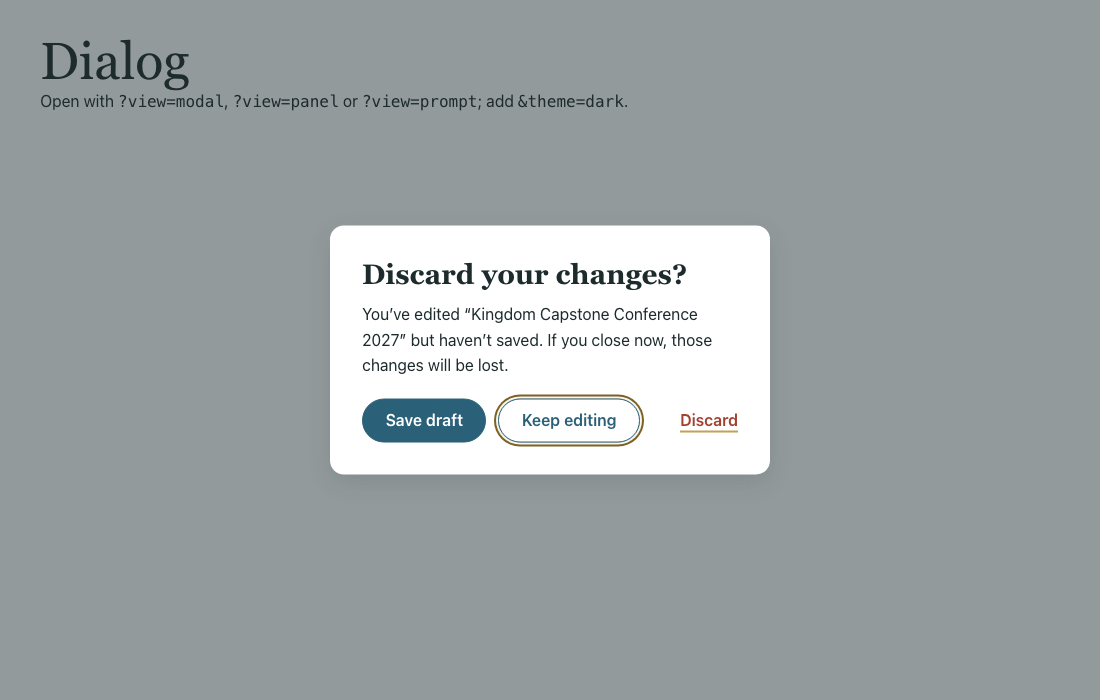 Dialog
Open with ?view=modal, ?view=panel or ?view=prompt; add &theme=dark.
Discard your changes?
You’ve edited “Kingdom Capstone Conference
2027” but haven’t saved. If you close now, those
changes will be lost.
Save draft Keep editing Discard